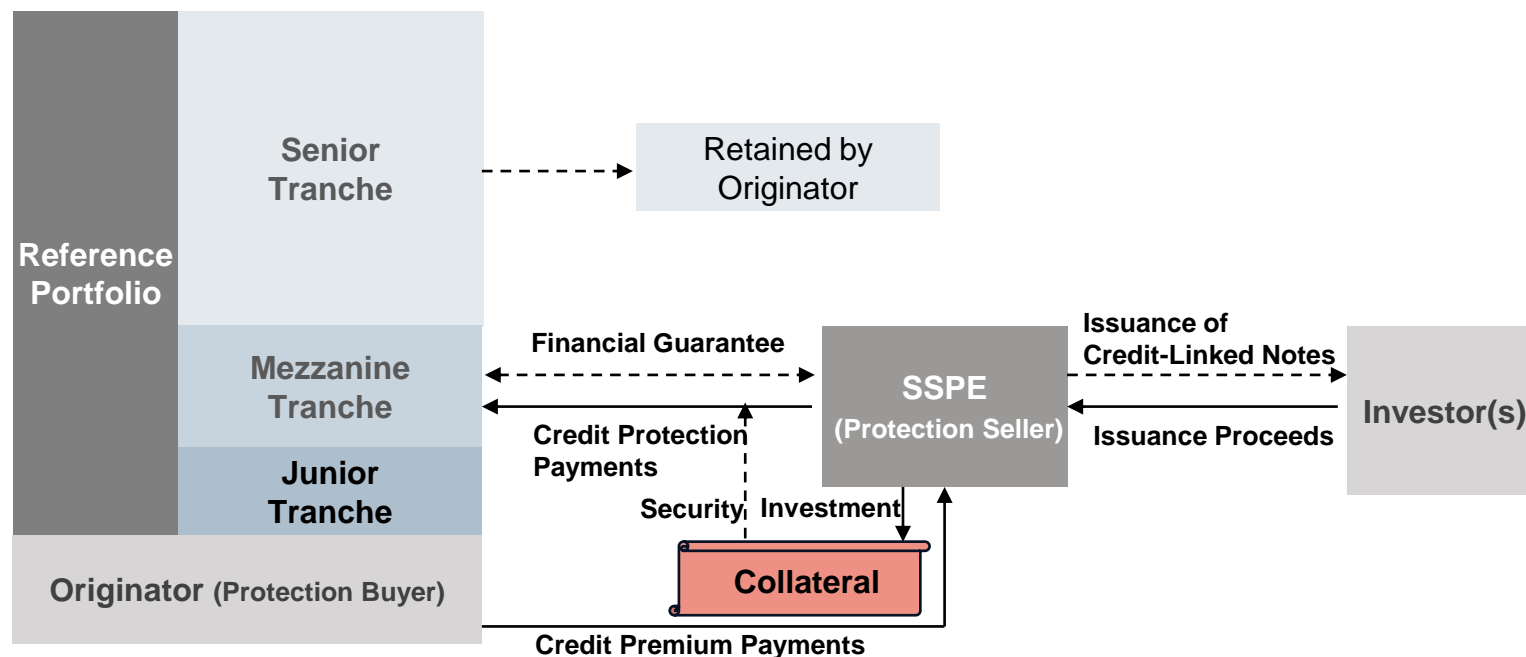 Senior
Tranche
Retained by
Originator
Reference
Portfolio
Mezzanine
Tranche
Financial Guarantee
Credit Protection
Payments
SSPE
(Protection Seller)
Issuance of
Credit-Linked Notes
Issuance Proceeds
Investor(s)
Junior
Tranche
Security
Investment
Collateral
Originator (Protection Buyer)
Credit Premium Payments